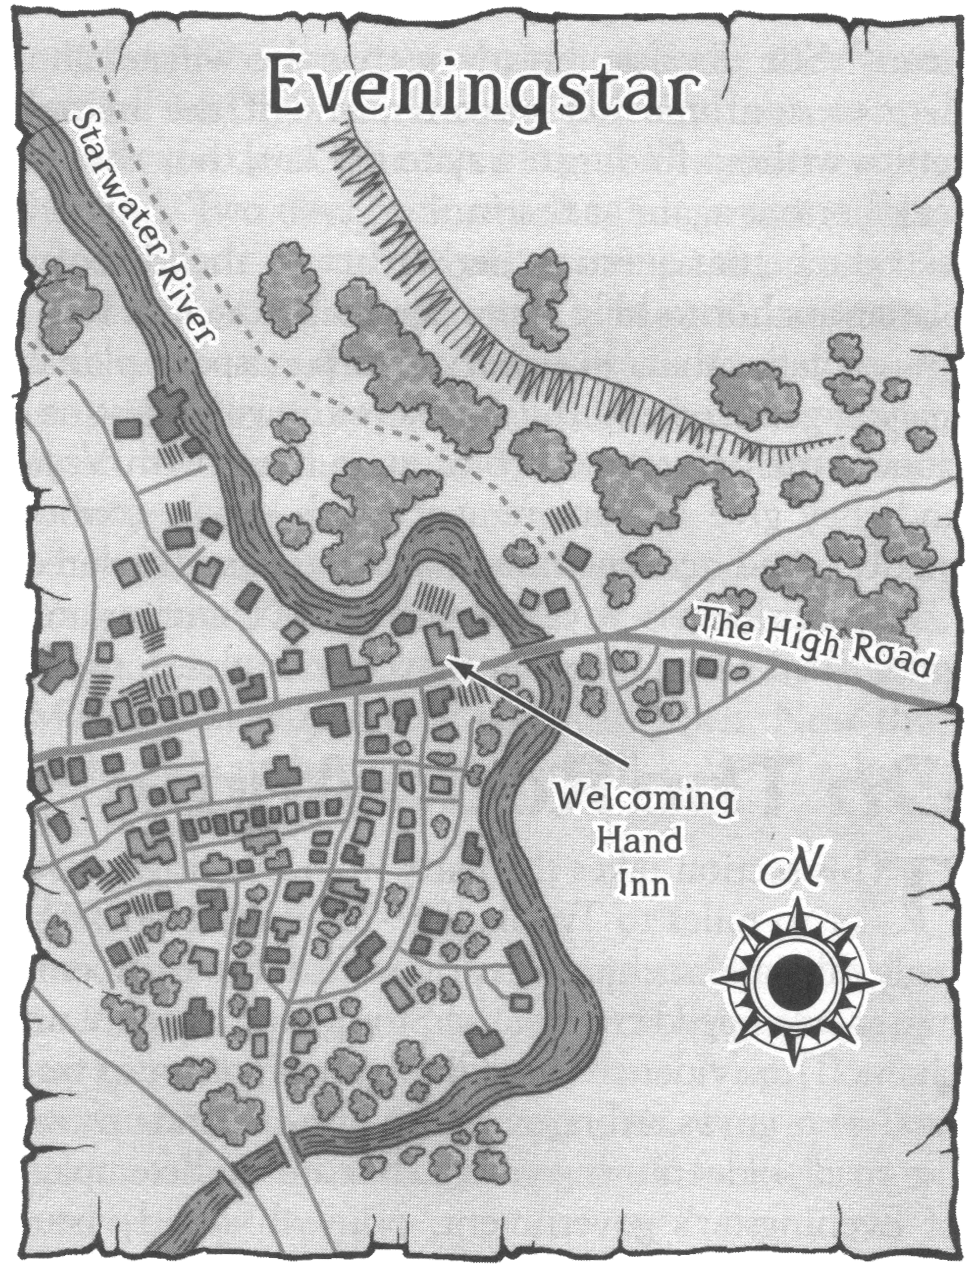 Eveningstar
Starwater River
The High Road
Welcoming
Hand
Inn
N